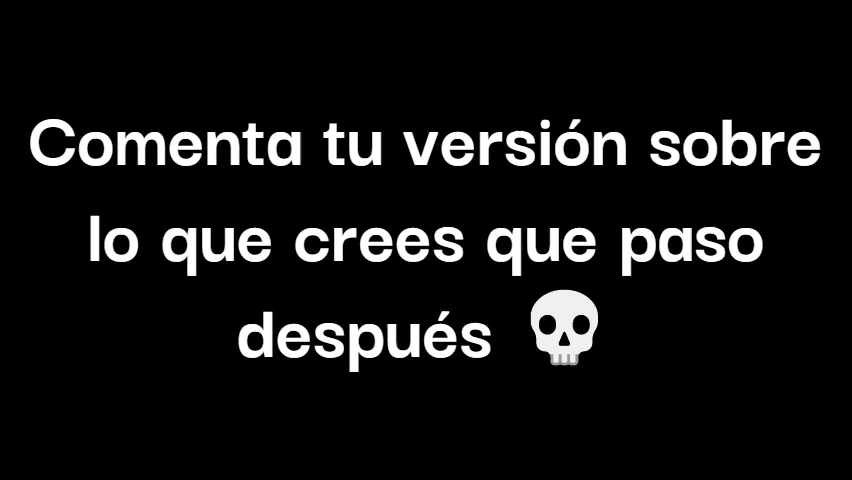 Comenta tu versión sobre
lo que crees que paso
después 💀